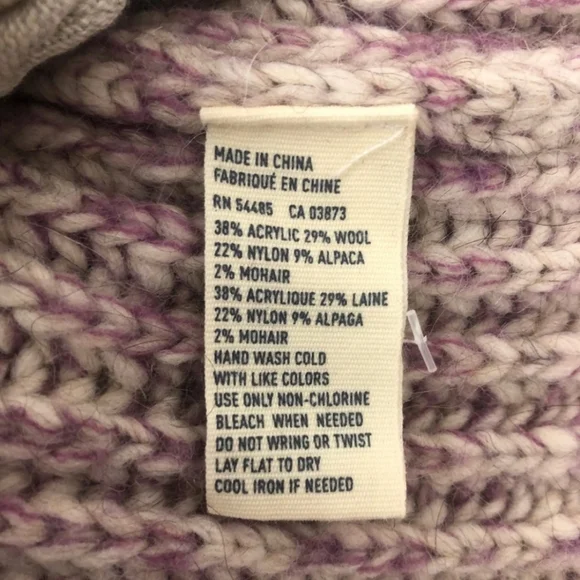 MADE IN CHINA
FABRIQUÉ EN CHINE
RN 54485 CA 03873
38% ACRYLIC 29% WOOL
22% NYLON 9% ALPACA
2% MOHAIR
38% ACRYLIQUE 29% LAINE
22% NYLON 9% ALPAGA
2% MOHAIR
HAND WASH COLD
WITH LIKE COLORS
USE ONLY NON-CHLORINE
BLEACH WHEN NEEDED
DO NOT WRING OR TWIST
LAY FLAT TO DRY
COOL IRON IF NEEDED